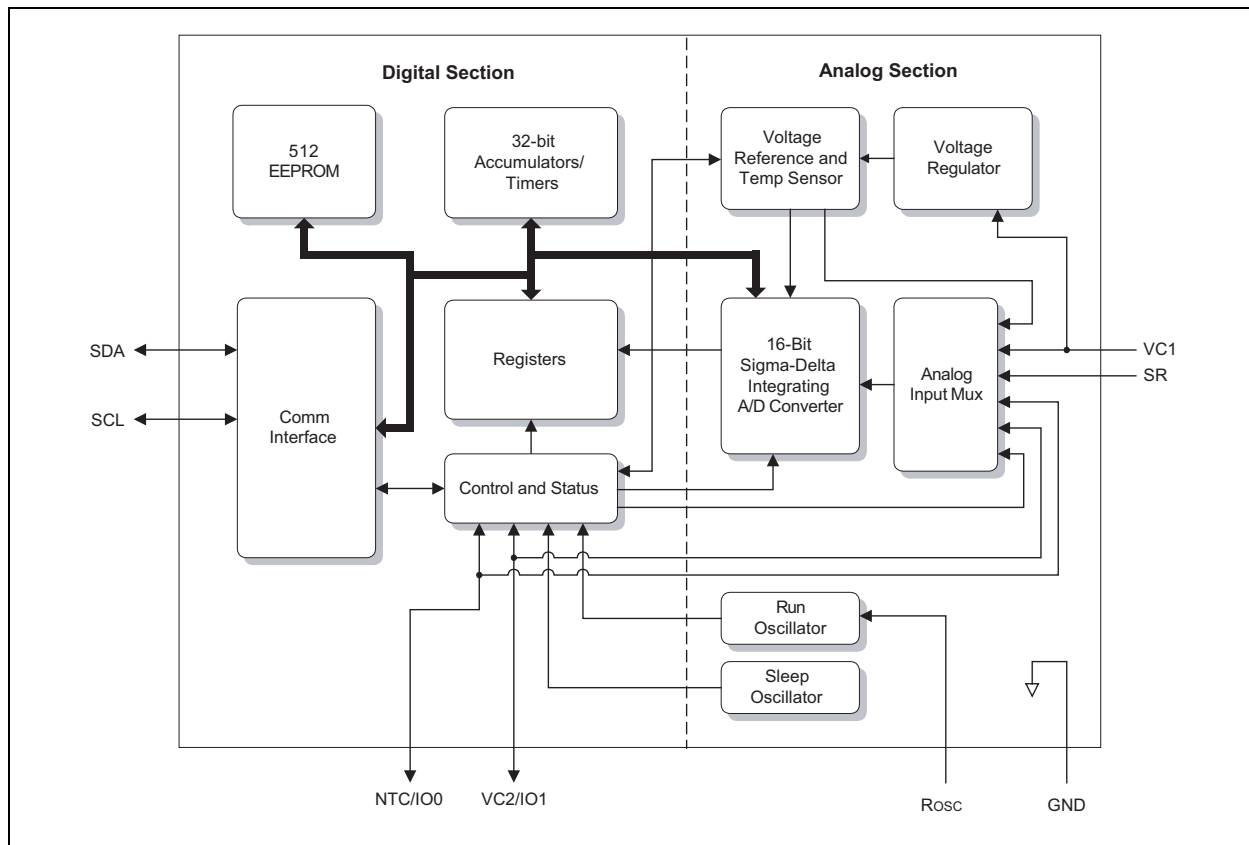 Digital Section
Analog Section
512
EEPROM
32-bit
Accumulators/
Timers
Voltage
Reference and
Temp Sensor
Voltage
Regulator
SDA
SCL
Comm
Interface
Registers
16-Bit
Sigma-Delta
Integrating
A/D Converter
Analog
Input Mux
VC1
SR
Control and Status
Run
Oscillator
Sleep
Oscillator
NTC/IO0
VC2/IO1
ROSC
GND